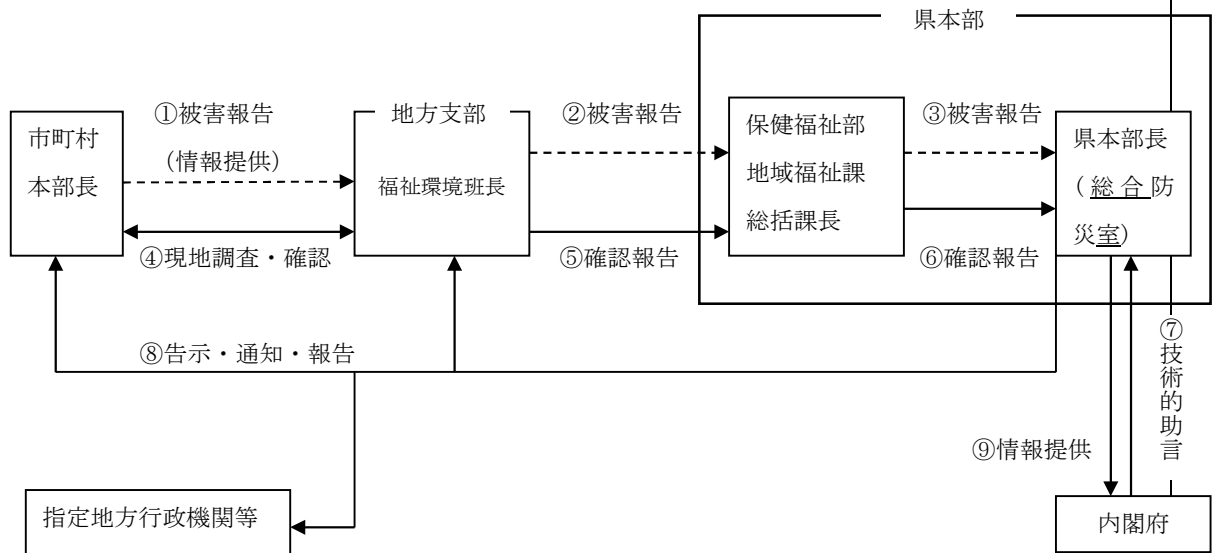 県本部
市町村
本部長
①被害報告
(情報提供)
④現地調査・確認
地方支部
福祉環境班長
②被害報告
⑤確認報告
保健福祉部
地域福祉課
総括課長
③被害報告
⑥確認報告
県本部長
(総合防
災室)
⑧告示・通知・報告
⑦技術的助言
⑨情報提供
指定地方行政機関等
内閣府